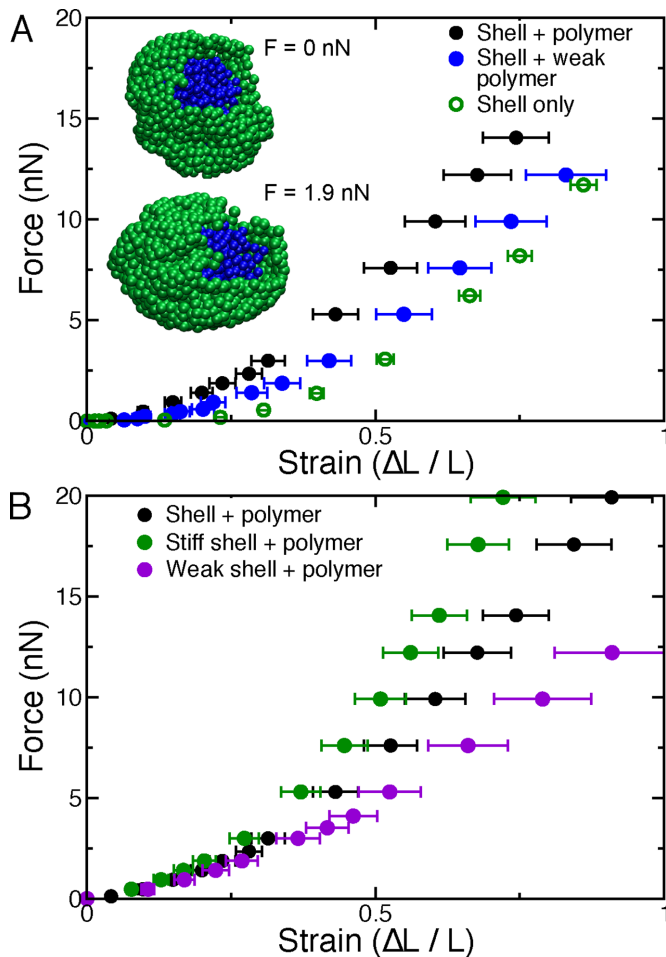 A
F = 0 nN
F = 1.9 nN
Shell + polymer
Shell + weak
polymer
Shell only
20
15
10
5
0
Force (nN)
0
0.5
1
Strain (ΔL / L)
B
Shell + polymer
Stiff shell + polymer
Weak shell + polymer
20
15
10
5
0
Force (nN)
0
0.5
1
Strain (ΔL / L)